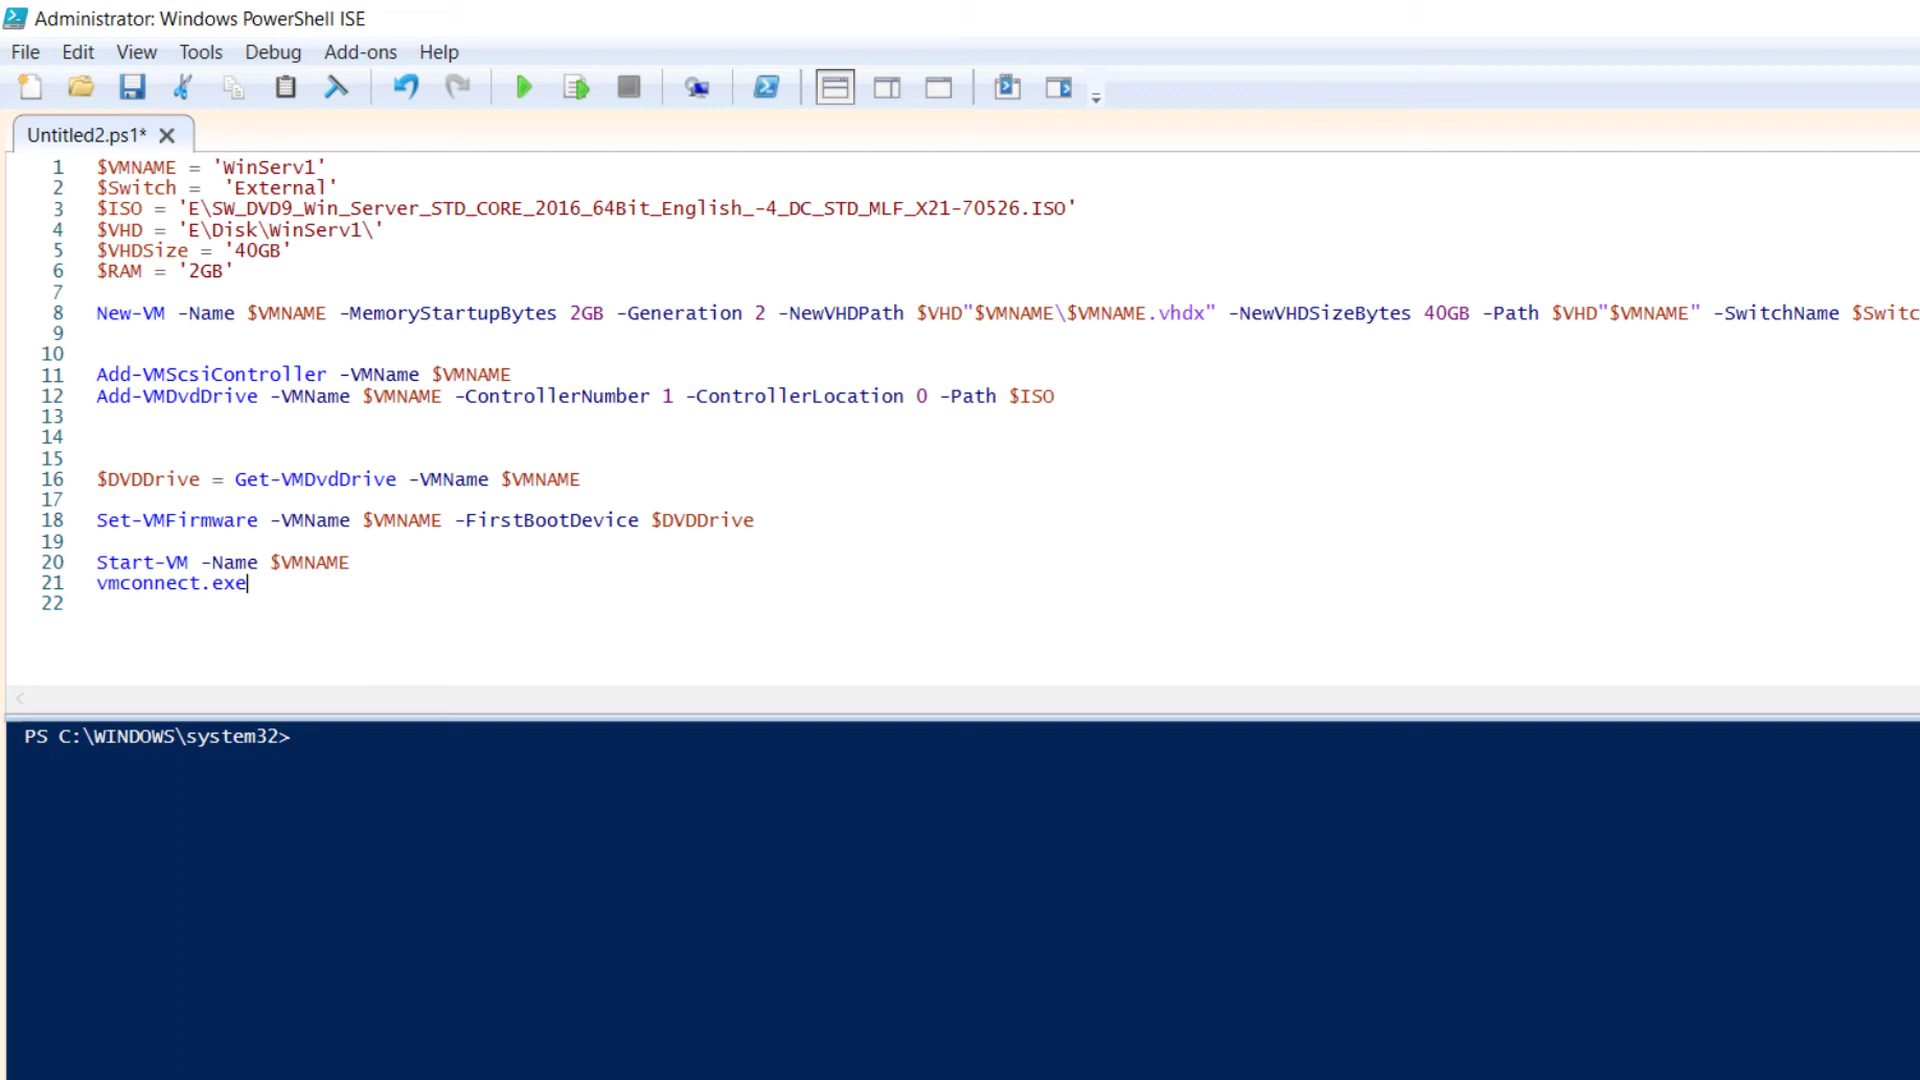 Administrator: Windows PowerShell ISE
File Edit View Tools Debug Add-ons Help
Untitled2.ps1*
1 $VMNAME = 'WinServ1'
2 $Switch =  'External'
3 $ISO = 'E\SW_DVD9_Win_Server_STD_CORE_2016_64Bit_English_-4_DC_STD_MLF_X21-70526.ISO'
4 $VHD = 'E\Disk\WinServ1\'
5 $VHDSize = '40GB'
6 $RAM = '2GB'
7
8 New-VM -Name $VMNAME -MemoryStartupBytes 2GB -Generation 2 -NewVHDPath $VHD"$VMNAME\$VMNAME.vhdx" -NewVHDSizeBytes 40GB -Path $VHD"$VMNAME" -SwitchName $Switc
9
10
11 Add-VMScsiController -VMName $VMNAME
12 Add-VMDvdDrive -VMName $VMNAME -ControllerNumber 1 -ControllerLocation 0 -Path $ISO
13
14
15
16 $DVDDrive = Get-VMDvdDrive -VMName $VMNAME
17
18 Set-VMFirmware -VMName $VMNAME -FirstBootDevice $DVDDrive
19
20 Start-VM -Name $VMNAME
21 vmconnect.exe
22
PS C:\WINDOWS\system32>